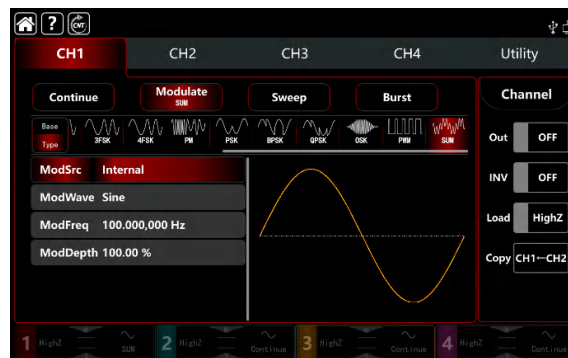 ? CNT
CH1 CH2 CH3 CH4 Utility
Continue Modulate SUM Sweep Burst Channel
Base Type 3FSK 4FSK PM PSK BPSK QPSK OSK PWM SUM
Out OFF
ModSrc Internal
INV OFF
ModWave Sine
ModFreq 100.000,000 Hz
Load HighZ
ModDepth 100.00 %
Copy CH1←CH2
1 HighZ SUM 2 HighZ Continue 3 HighZ Continue 4 HighZ Continue